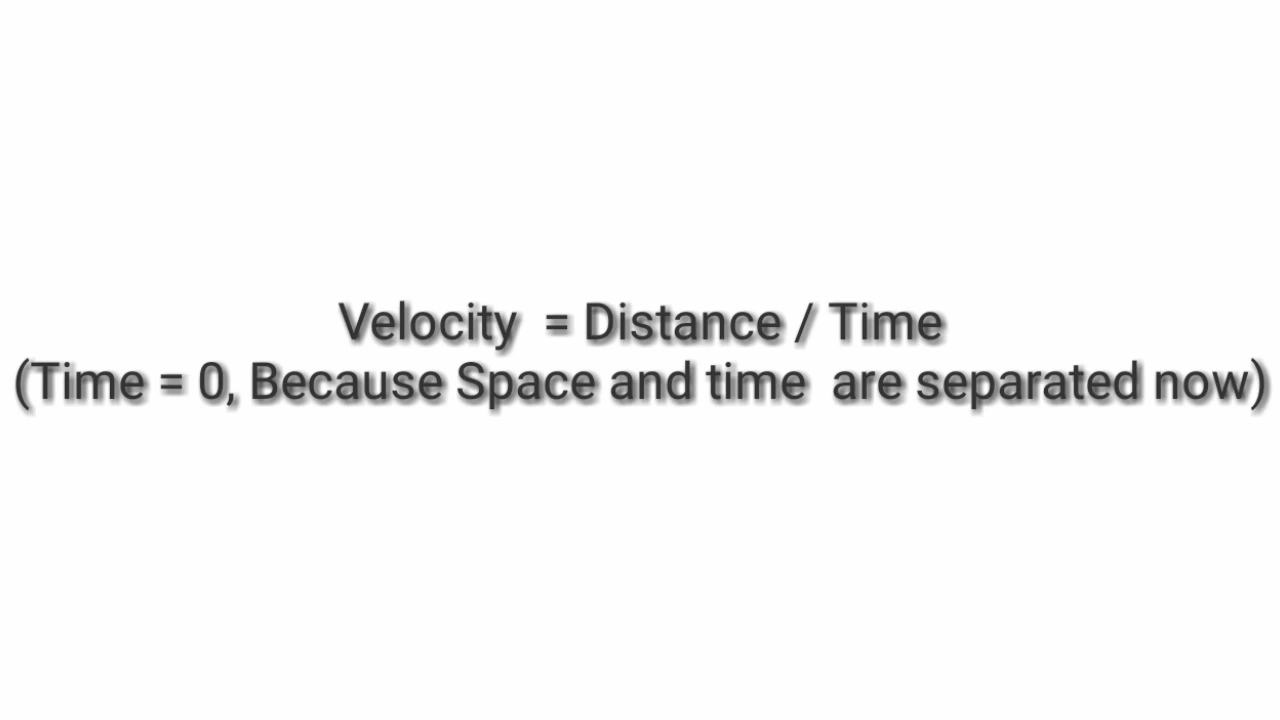 Velocity  = Distance / Time
(Time = 0, Because Space and time  are separated now)